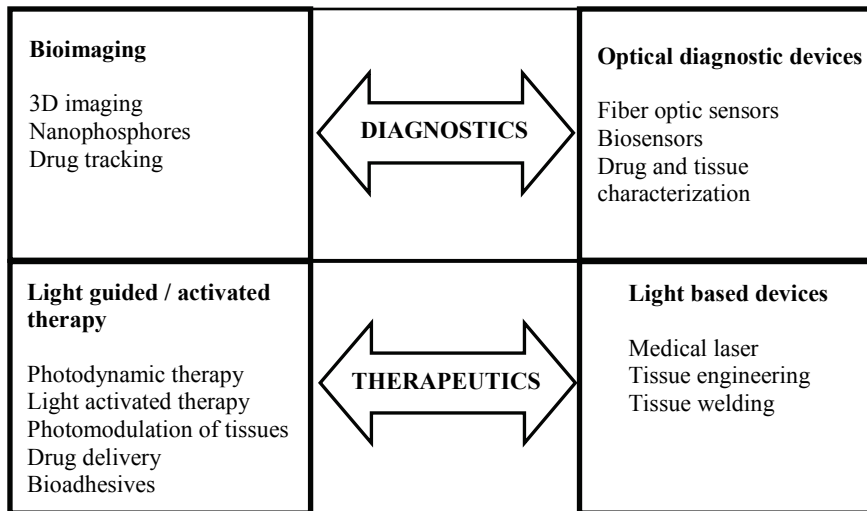 Bioimaging
3D imaging
Nanophosphores
Drug tracking
DIAGNOSTICS
Optical diagnostic devices
Fiber optic sensors
Biosensors
Drug and tissue
characterization
Light guided / activated
therapy
Photodynamic therapy
Light activated therapy
Photomodulation of tissues
Drug delivery
Bioadhesives
THERAPEUTICS
Light based devices
Medical laser
Tissue engineering
Tissue welding